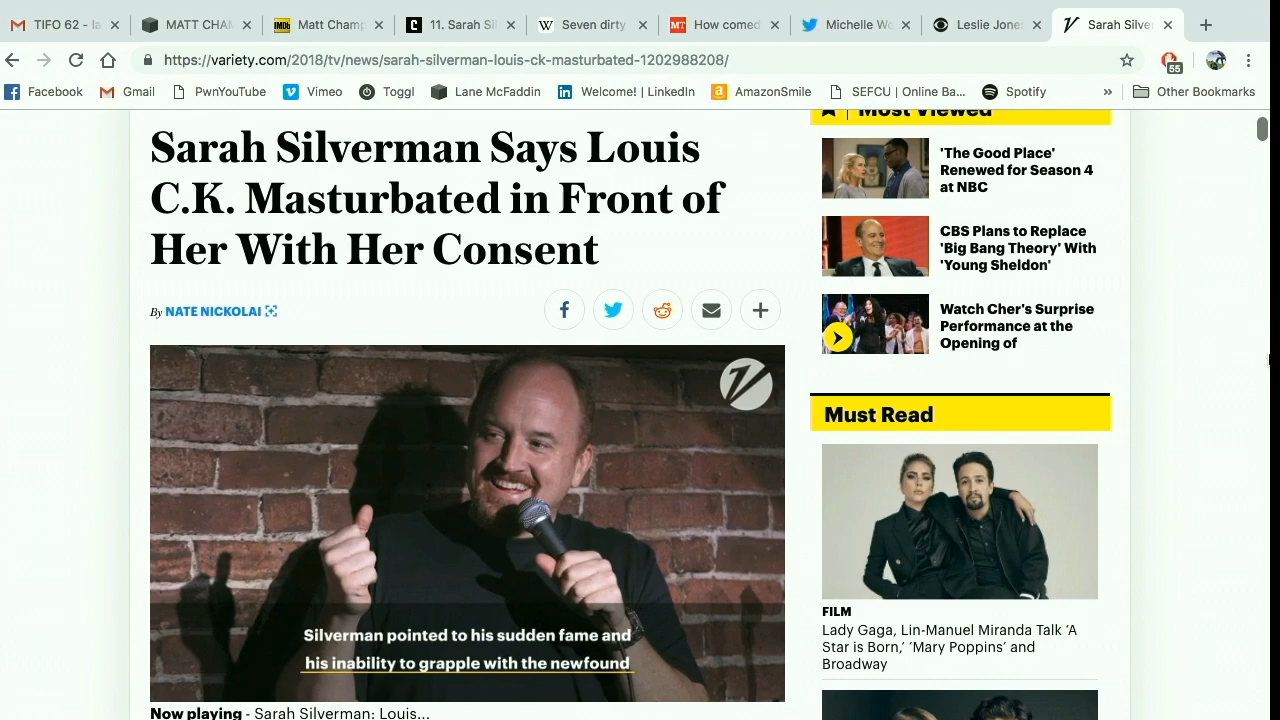 TIFO 62 - la
MATT CHAM
IMDb
Matt Champ
C
11. Sarah Sil
W
Seven dirty
MT
How comed
Michelle Wo
Leslie Jones
Sarah Silver
https://variety.com/2018/tv/news/sarah-silverman-louis-ck-masturbated-1202988208/
55
Facebook
Gmail
PwnYouTube
Vimeo
Toggl
Lane McFaddin
Welcome! | LinkedIn
AmazonSmile
SEFCU | Online Ba...
Spotify
»
Other Bookmarks
Sarah Silverman Says Louis
C.K. Masturbated in Front of
Her With Her Consent
By NATE NICKOLAI
Silverman pointed to his sudden fame and
his inability to grapple with the newfound
Now playing - Sarah Silverman: Louis...
Most Viewed
'The Good Place'
Renewed for Season 4
at NBC
CBS Plans to Replace
'Big Bang Theory' With
'Young Sheldon'
Watch Cher's Surprise
Performance at the
Opening of
Must Read
FILM
Lady Gaga, Lin-Manuel Miranda Talk ‘A
Star is Born,’ ‘Mary Poppins’ and
Broadway